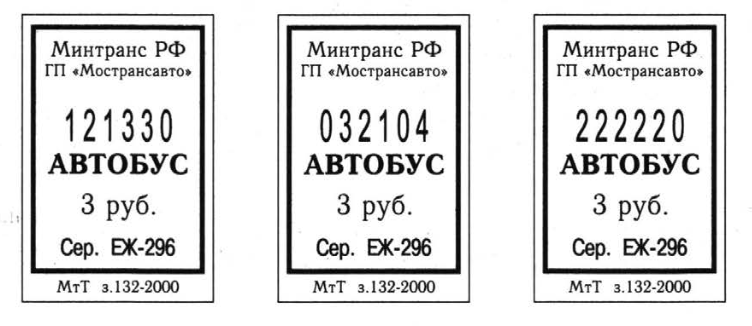 Минтранс РФ
ГП «Мострансавто»
121330
АВТОБУС
3 руб.
Сер. ЕЖ-296
МтТ з.132-2000
Минтранс РФ
ГП «Мострансавто»
032104
АВТОБУС
3 руб.
Сер. ЕЖ-296
МтТ з.132-2000
Минтранс РФ
ГП «Мострансавто»
222220
АВТОБУС
3 руб.
Сер. ЕЖ-296
МтТ з.132-2000